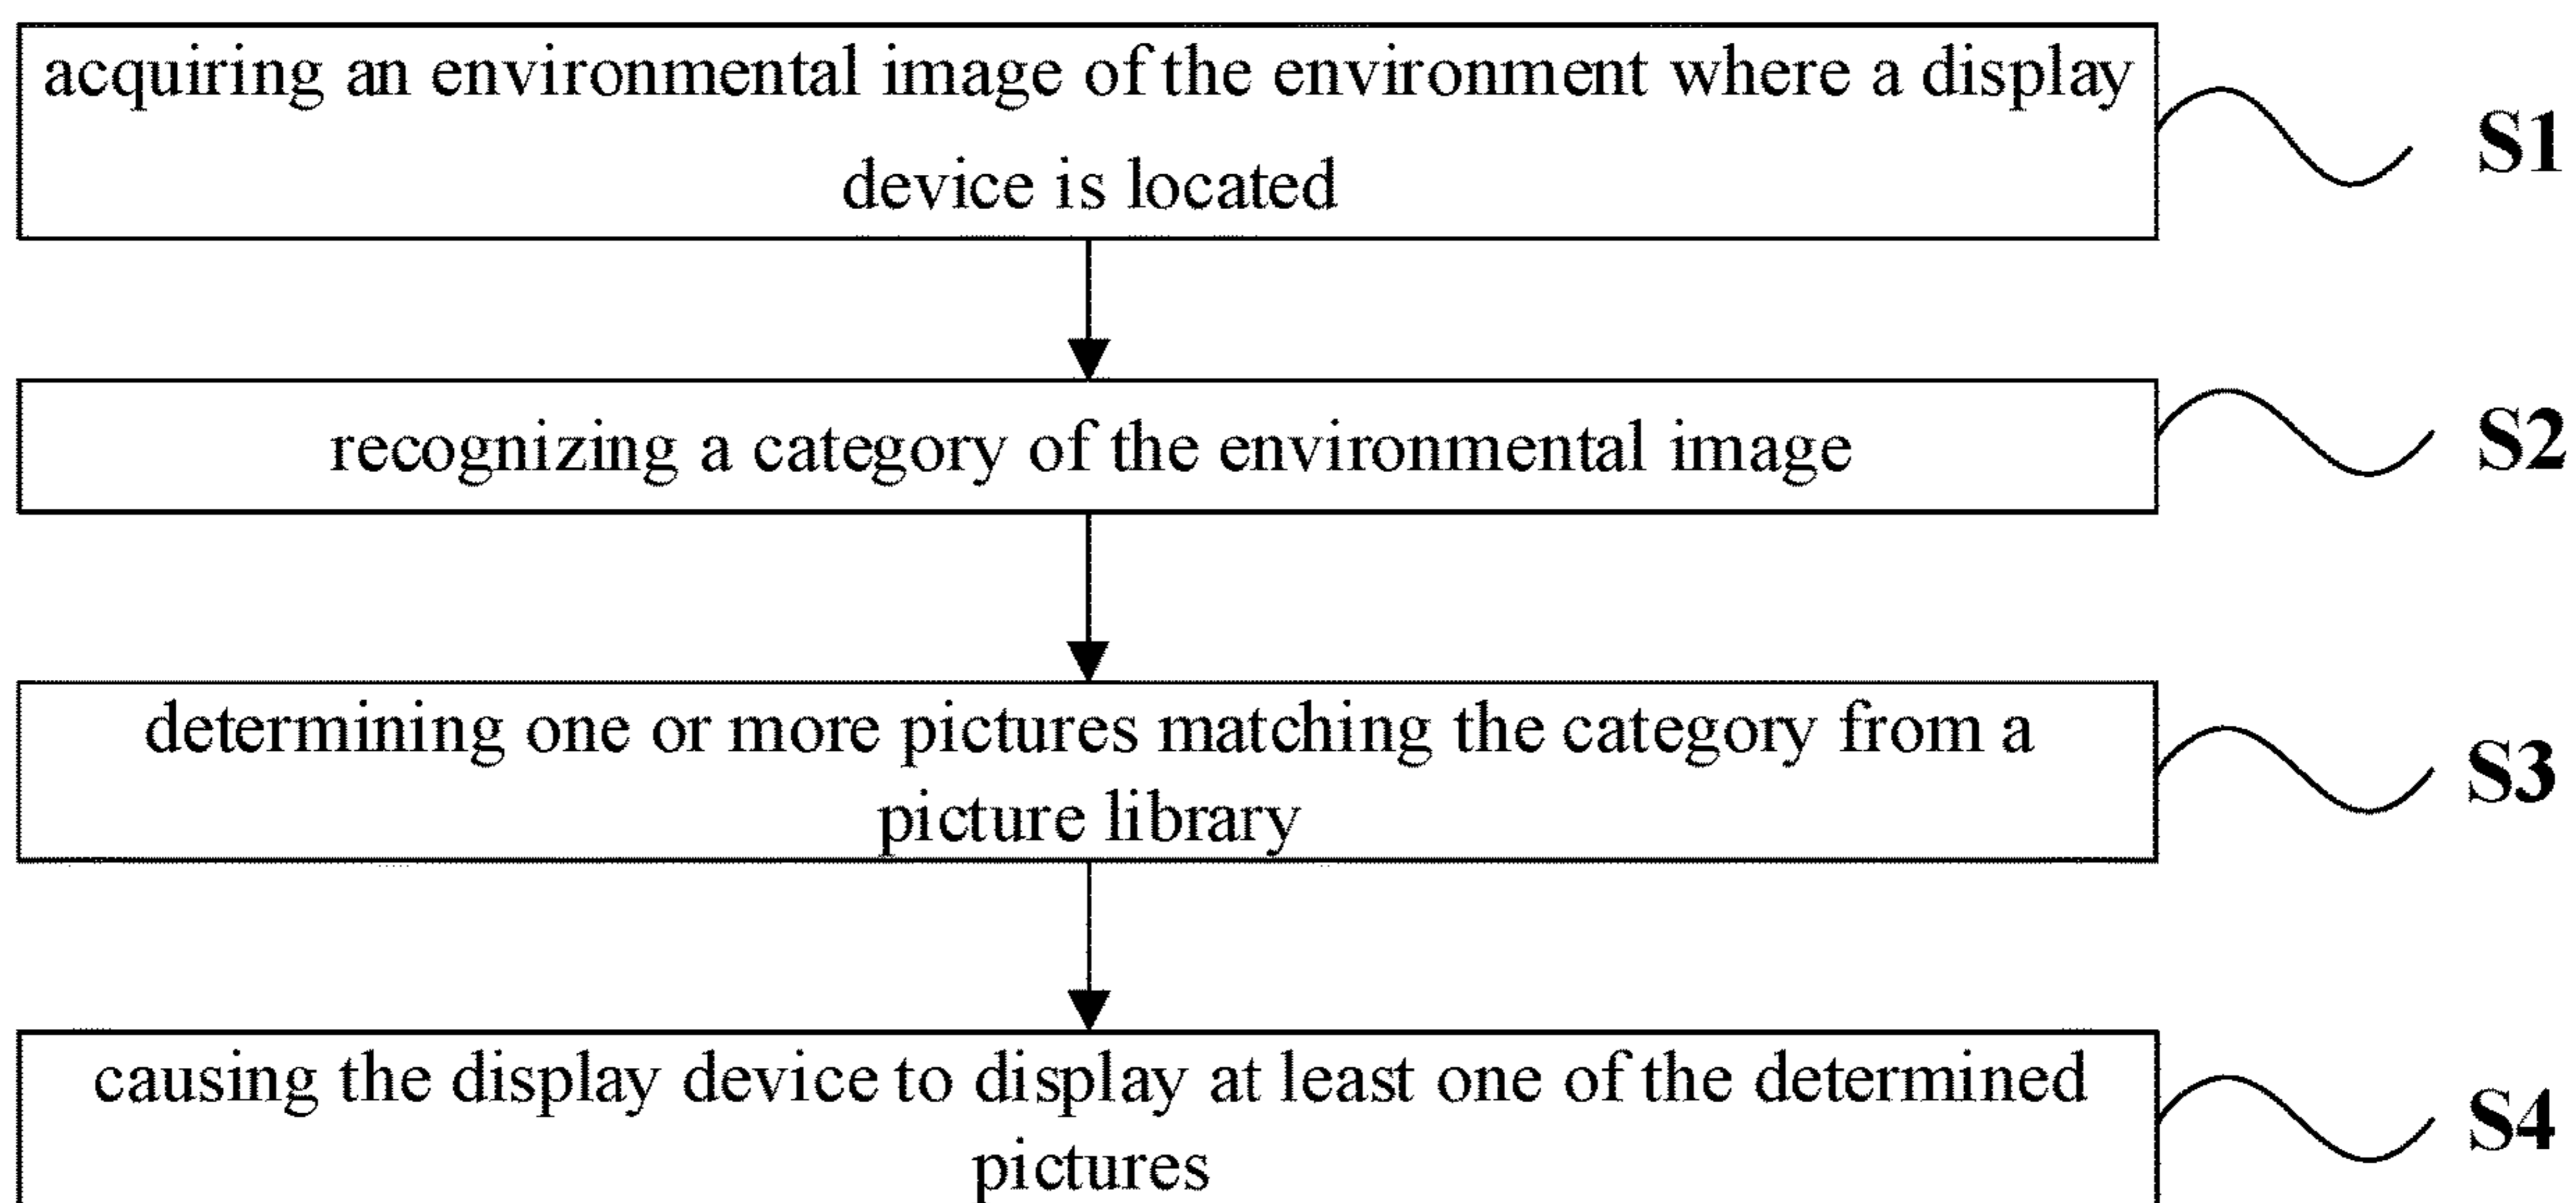 acquiring an environmental image of the environment where a display
device is located
S1
recognizing a category of the environmental image
S2
determining one or more pictures matching the category from a
picture library
S3
causing the display device to display at least one of the determined
pictures
S4